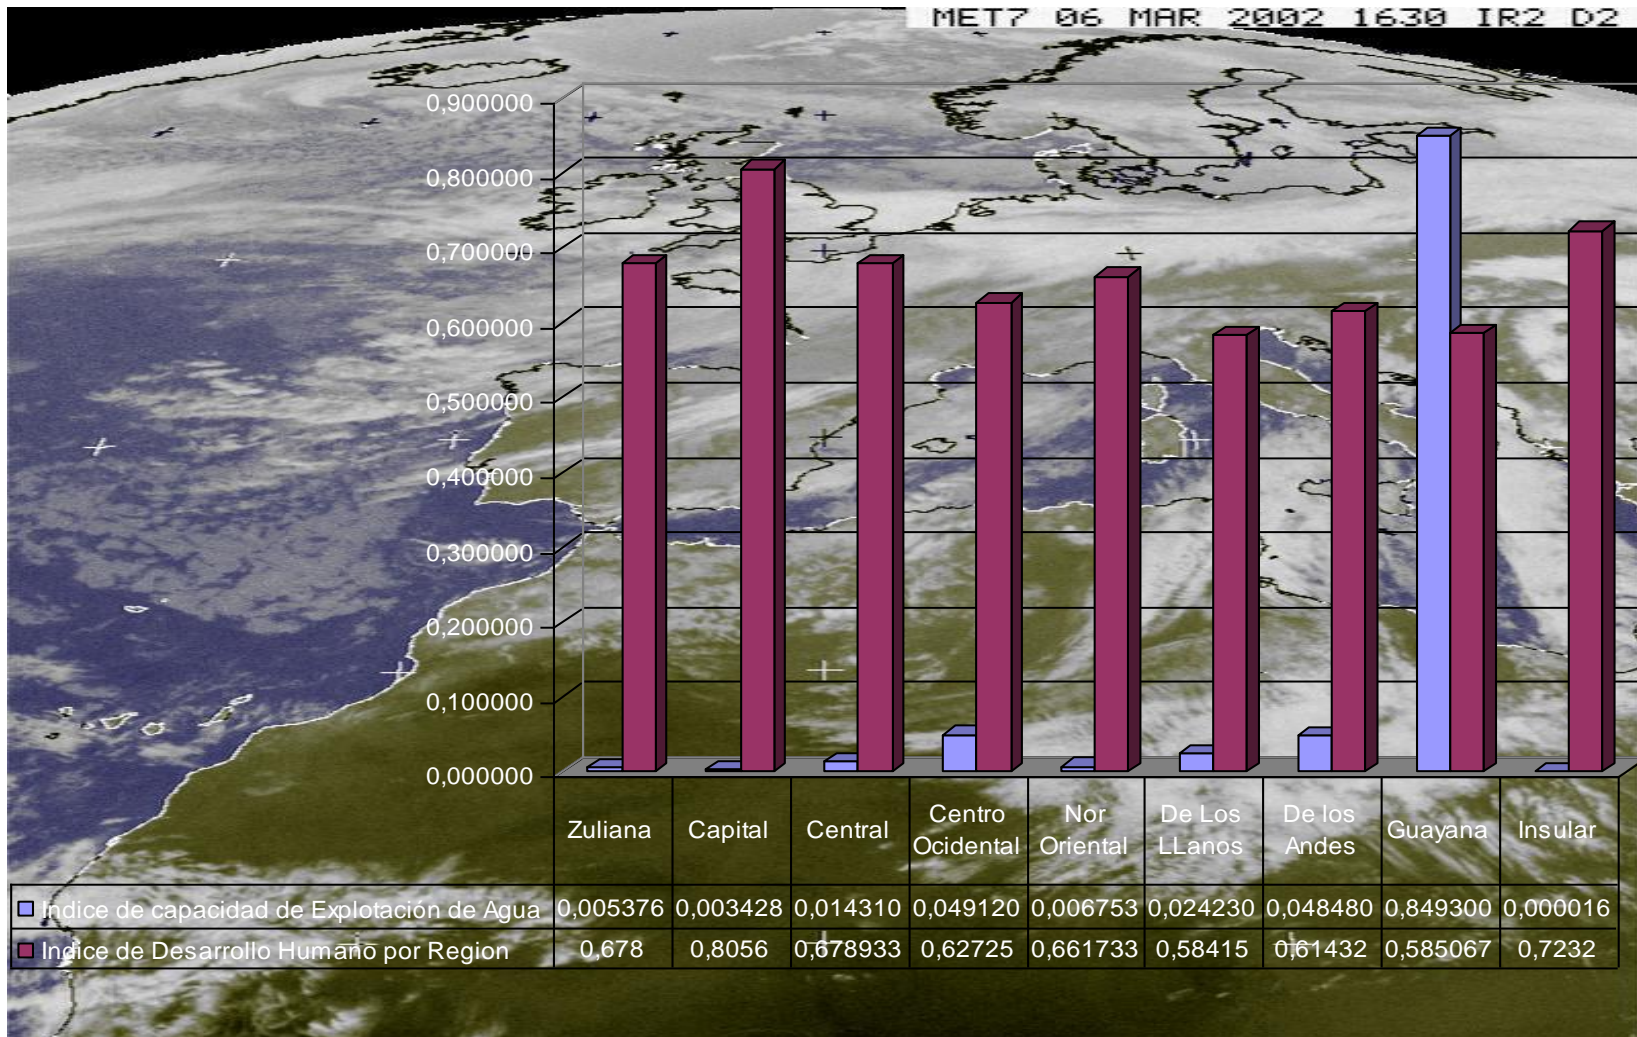 MET7 06 MAR 2002 1630 IR2 D2
0,900000
0,800000
0,700000
0,600000
0,500000
0,400000
0,300000
0,200000
0,100000
0,000000
Zuliana Capital Central Centro Ocidental Nor Oriental De Los LLanos De los Andes Guayana Insular
Indice de capacidad de Explotación de Agua 0,005376 0,003428 0,014310 0,049120 0,006753 0,024230 0,048480 0,849300 0,000016
Indice de Desarrollo Humano por Region 0,678 0,8056 0,678933 0,62725 0,661733 0,58415 0,61432 0,585067 0,7232